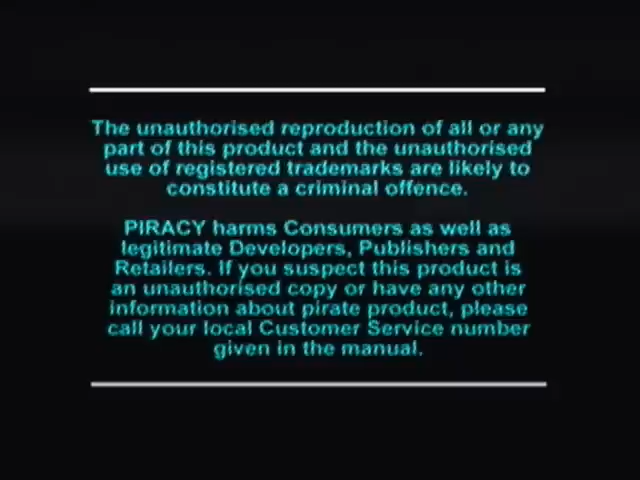 The unauthorised reproduction of all or any
part of this product and the unauthorised
use of registered trademarks are likely to
constitute a criminal offence.
PIRACY harms Consumers as well as
legitimate Developers, Publishers and
Retailers. If you suspect this product is
an unauthorised copy or have any other
information about pirate product, please
call your local Customer Service number
given in the manual.